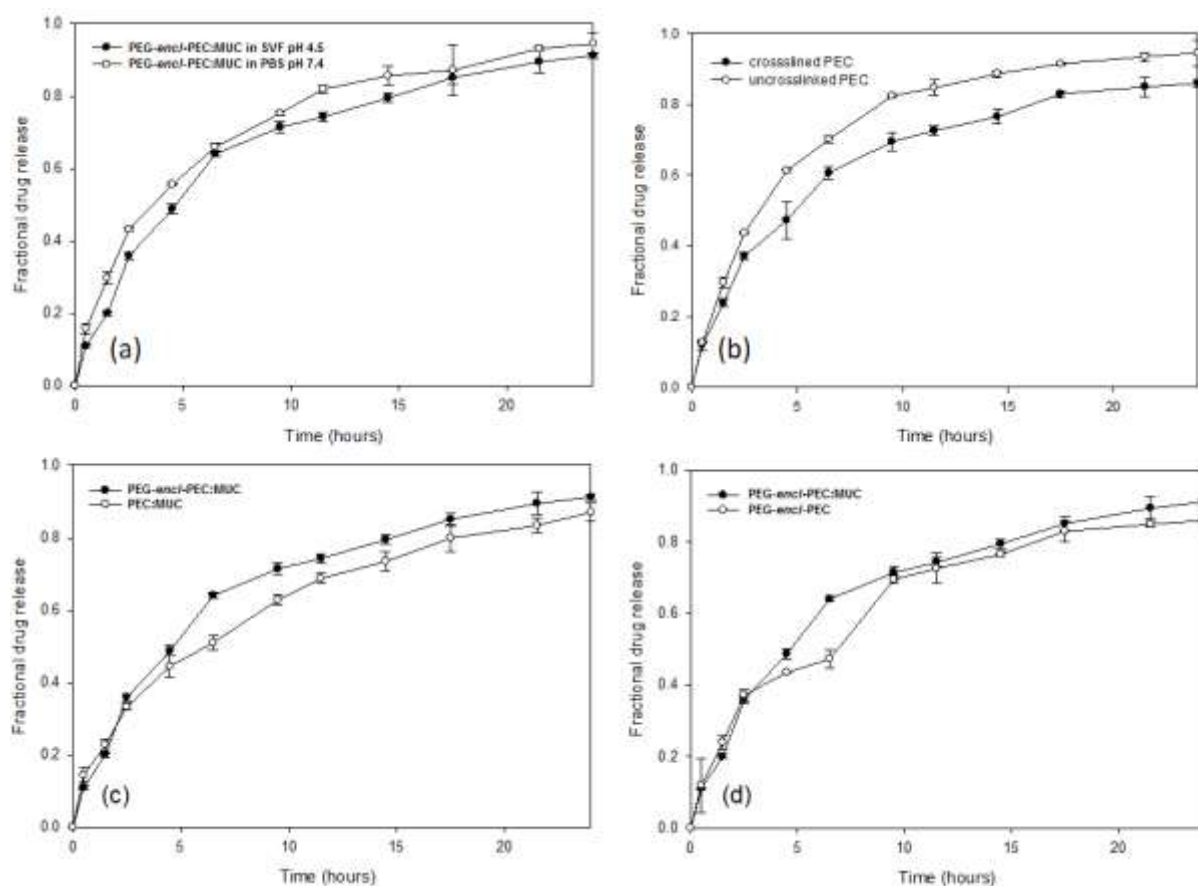 1.0
PEG-encl-PEC:MUC in SVF pH 4.5
PEG-encl-PEC:MUC in PBS pH 7.4
0.8
0.6
0.4
0.2
0.0
Fractional drug release
(a)
0 5 10 15 20
Time (hours)
1.0
crossslined PEC
uncrosslinked PEC
0.8
0.6
0.4
0.2
0.0
Fractional drug release
(b)
0 5 10 15 20
Time (hours)
1.0
PEG-encl-PEC:MUC
PEC:MUC
0.8
0.6
0.4
0.2
0.0
Fractional drug release
(c)
0 5 10 15 20
Time (hours)
1.0
PEG-encl-PEC:MUC
PEG-encl-PEC
0.8
0.6
0.4
0.2
0.0
Fractional drug release
(d)
0 5 10 15 20
Time (hours)